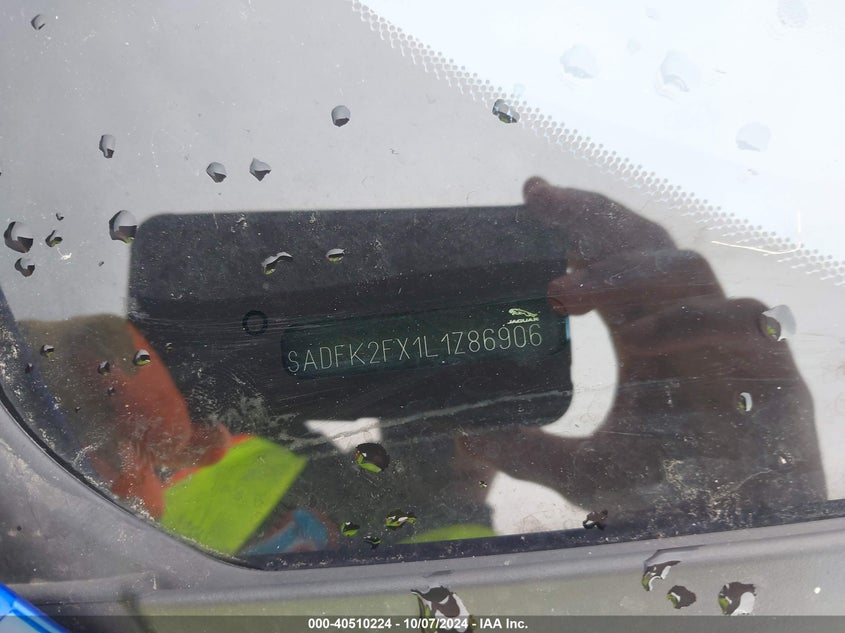 JAGUAR
SADFK2FX1L1Z86906
000-40510224 - 10/07/2024 - IAA Inc.